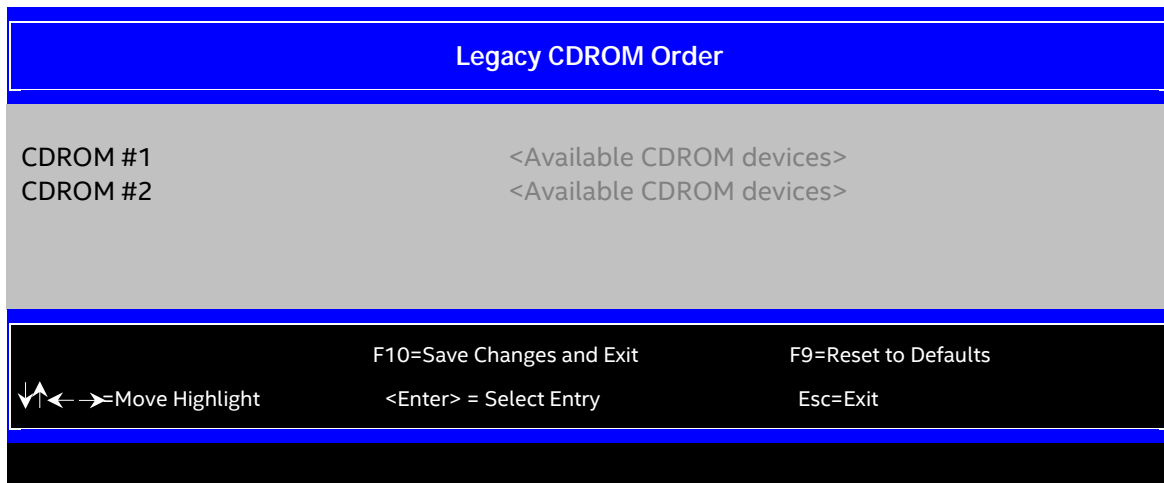 Legacy CDROM Order
CDROM #1 <Available CDROM devices>
CDROM #2 <Available CDROM devices>
F10=Save Changes and Exit F9=Reset to Defaults
↓↑← →=Move Highlight <Enter> = Select Entry Esc=Exit